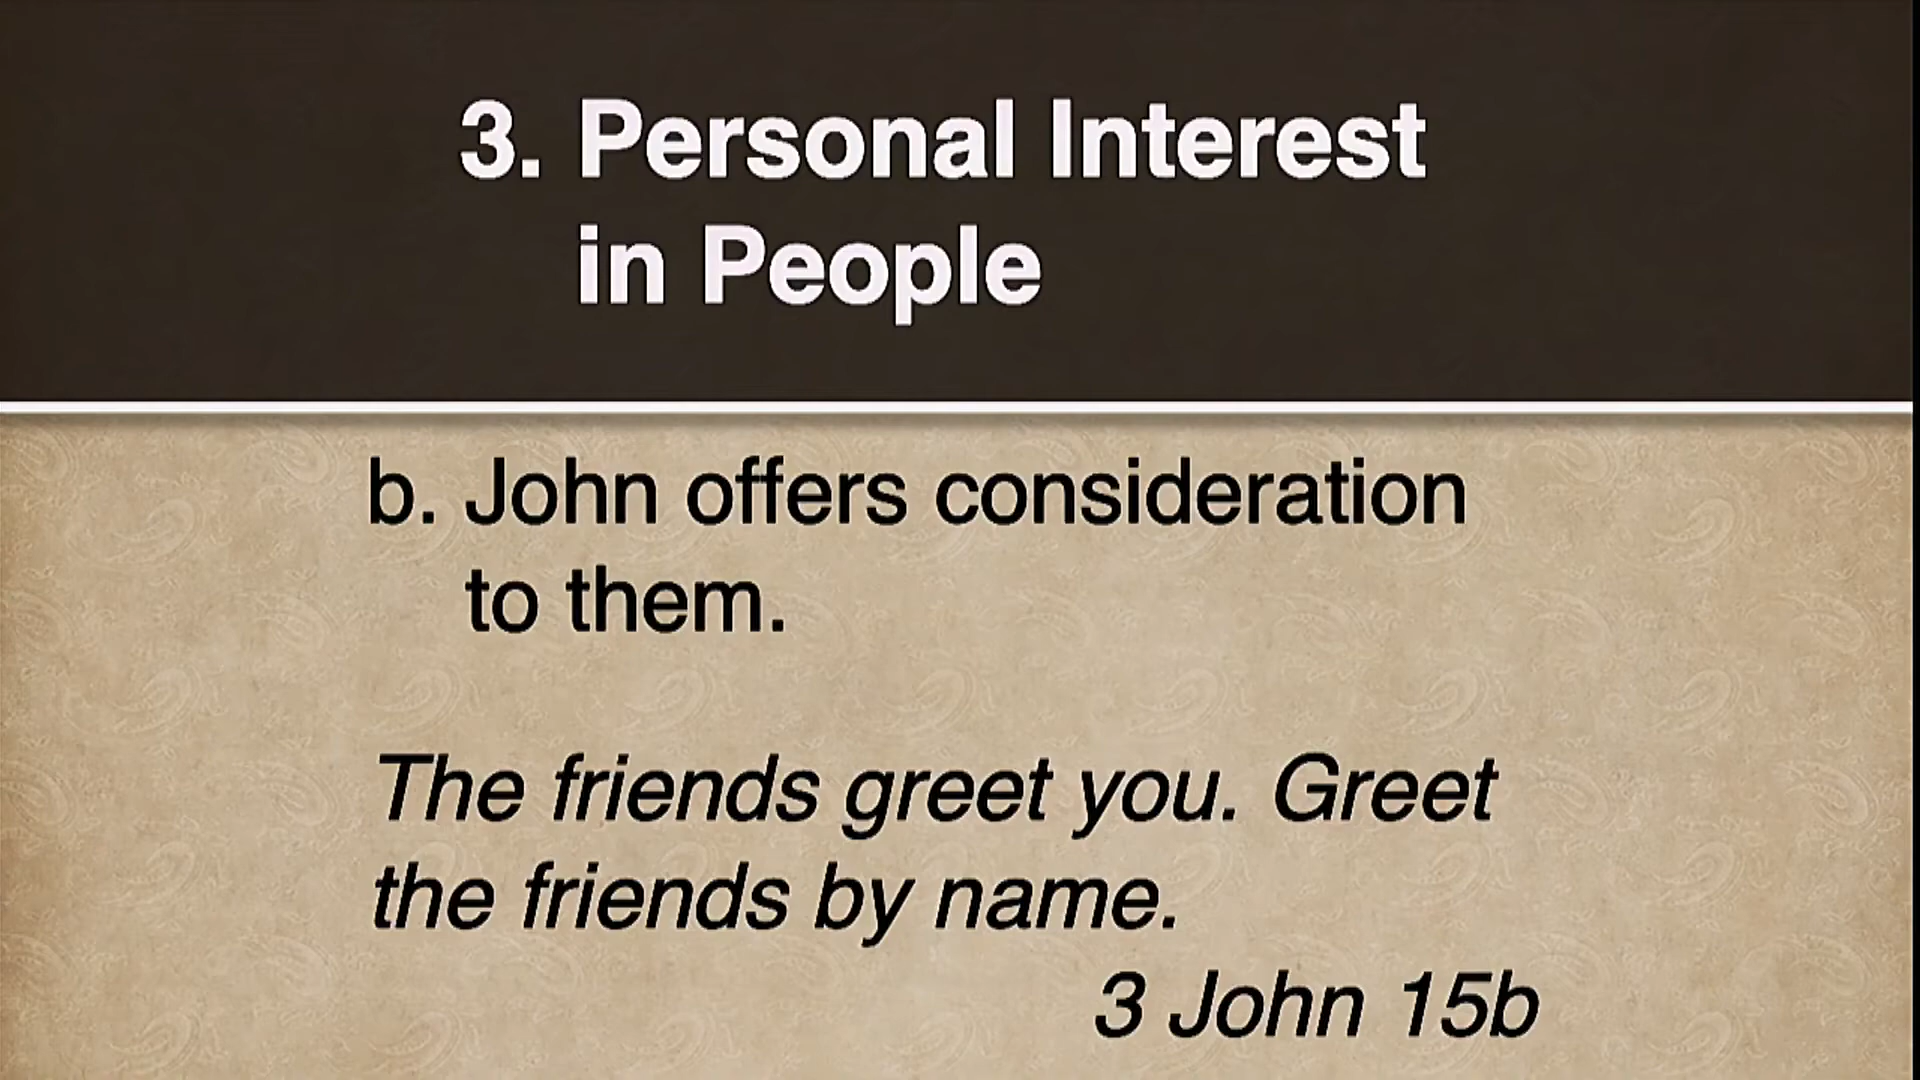 3. Personal Interest
in People
b. John offers consideration
to them.
The friends greet you. Greet
the friends by name.
3 John 15b